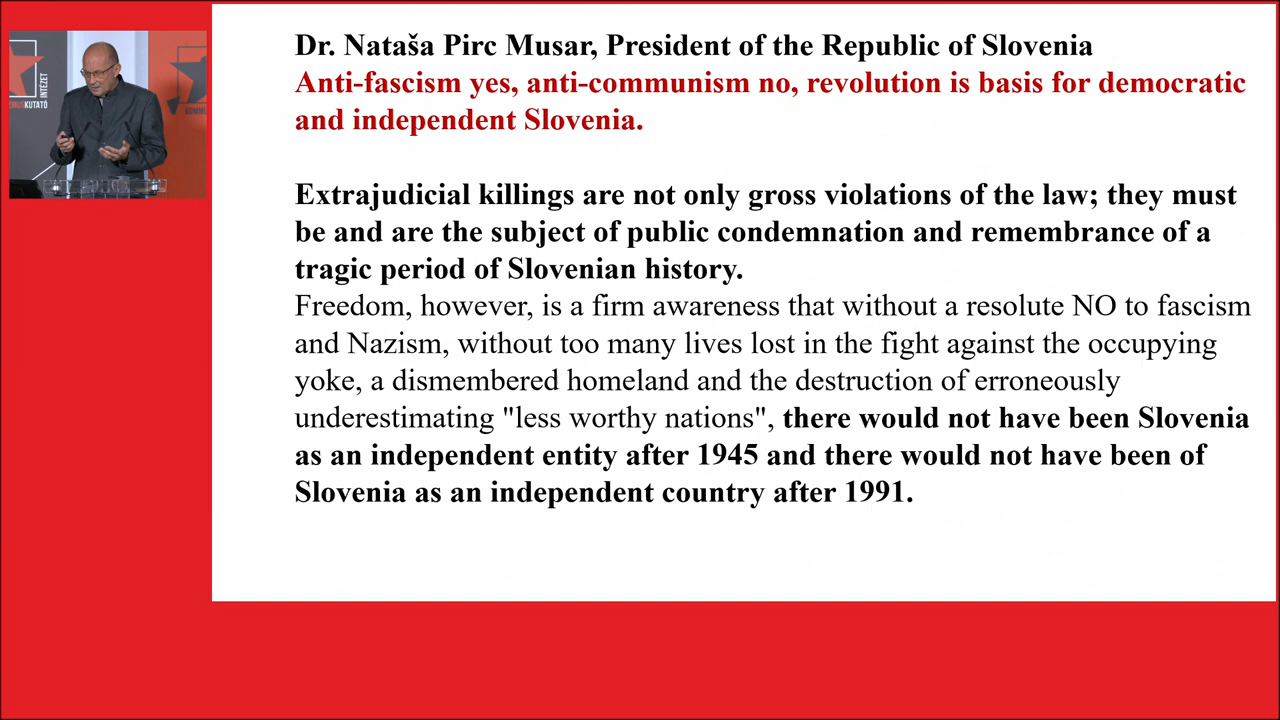 Dr. Nataša Pirc Musar, President of the Republic of Slovenia
Anti-fascism yes, anti-communism no, revolution is basis for democratic
and independent Slovenia.
Extrajudicial killings are not only gross violations of the law; they must
be and are the subject of public condemnation and remembrance of a
tragic period of Slovenian history.
Freedom, however, is a firm awareness that without a resolute NO to fascism
and Nazism, without too many lives lost in the fight against the occupying
yoke, a dismembered homeland and the destruction of erroneously
underestimating "less worthy nations", there would not have been Slovenia
as an independent entity after 1945 and there would not have been of
Slovenia as an independent country after 1991.
KUTATÓ
INTÉZET